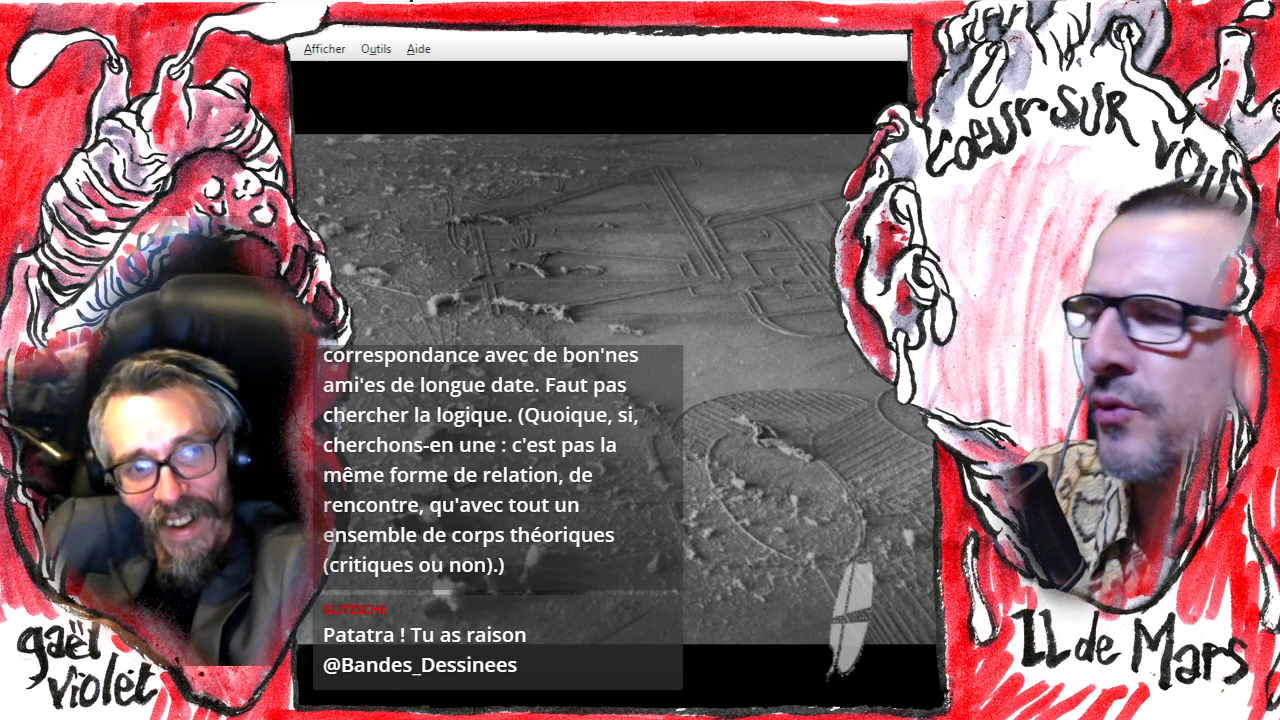 Afficher Outils Aide
coeur SUR
vous
correspondance avec de bon'nes
ami'es de longue date. Faut pas
chercher la logique. (Quoique, si,
cherchons-en une : c'est pas la
même forme de relation, de
rencontre, qu'avec tout un
ensemble de corps théoriques
(critiques ou non).)
GLITZSCHE
Patatra ! Tu as raison
@Bandes_Dessinees
gaël
violet
LL de Mars